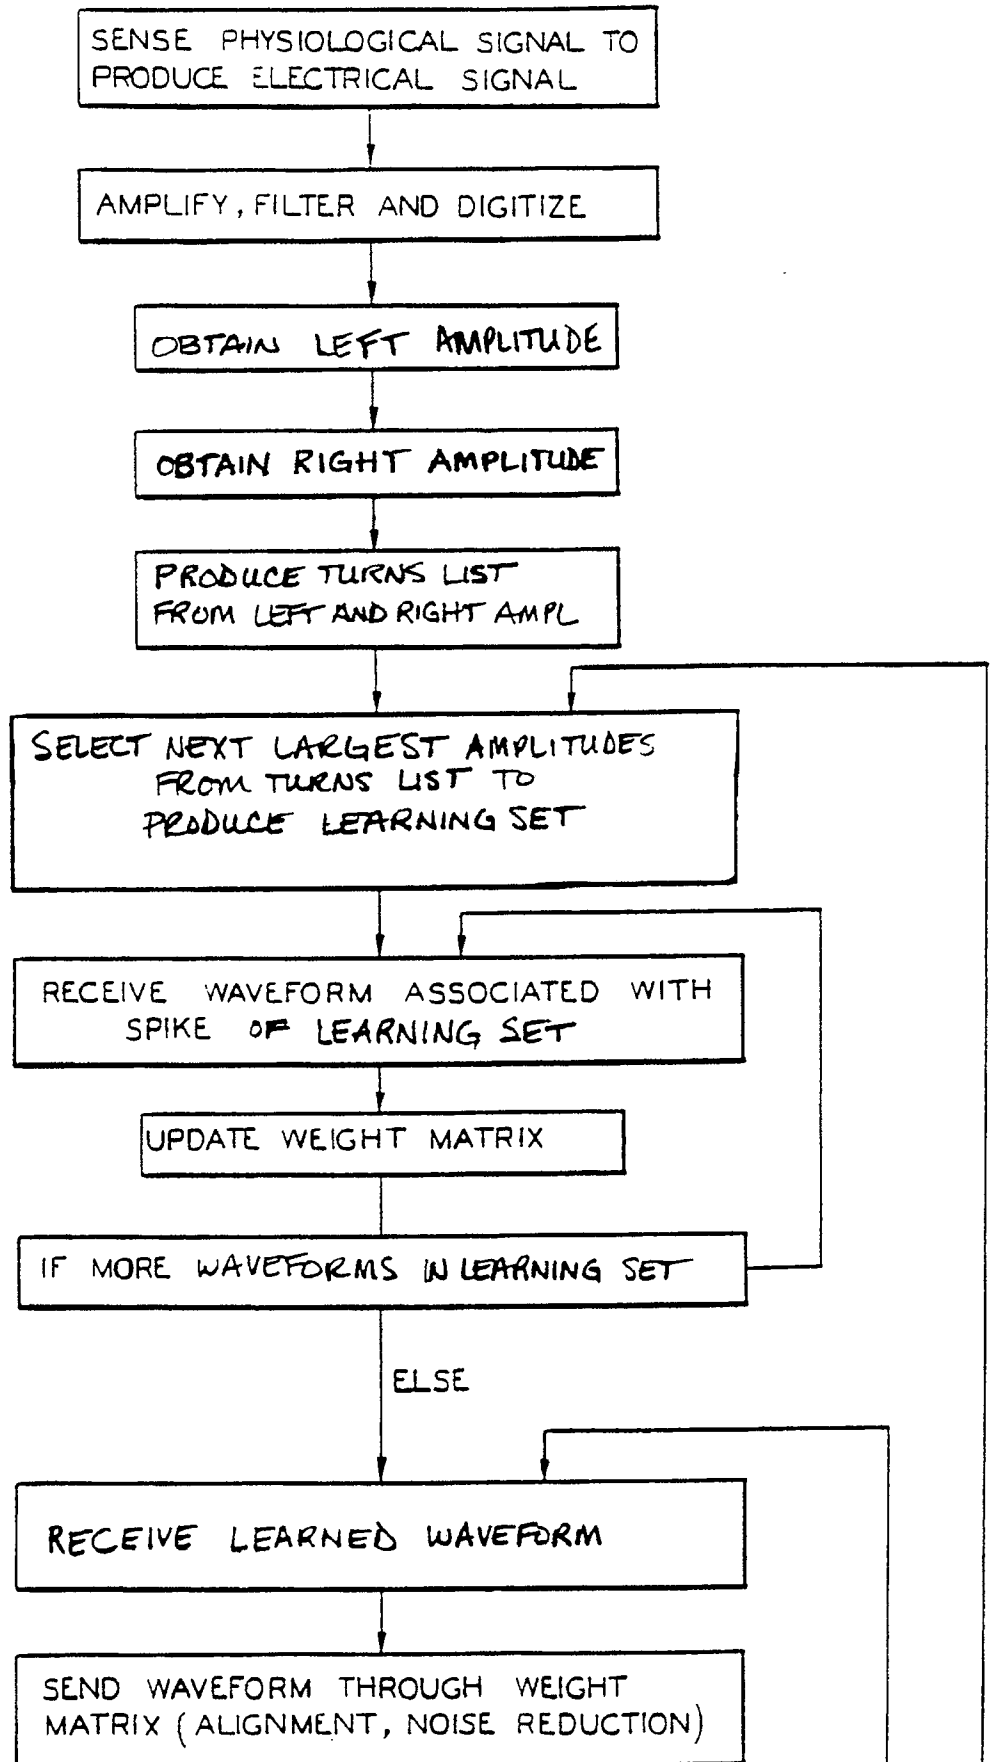 SENSE PHYSIOLOGICAL SIGNAL TO
PRODUCE ELECTRICAL SIGNAL
AMPLIFY, FILTER AND DIGITIZE
OBTAIN LEFT AMPLITUDE
OBTAIN RIGHT AMPLITUDE
PRODUCE TURNS LIST
FROM LEFT AND RIGHT AMPL
SELECT NEXT LARGEST AMPLITUDES
FROM TURNS LIST TO
PRODUCE LEARNING SET
RECEIVE WAVEFORM ASSOCIATED WITH
SPIKE OF LEARNING SET
UPDATE WEIGHT MATRIX
IF MORE WAVEFORMS IN LEARNING SET
ELSE
RECEIVE LEARNED WAVEFORM
SEND WAVEFORM THROUGH WEIGHT
MATRIX (ALIGNMENT, NOISE REDUCTION)